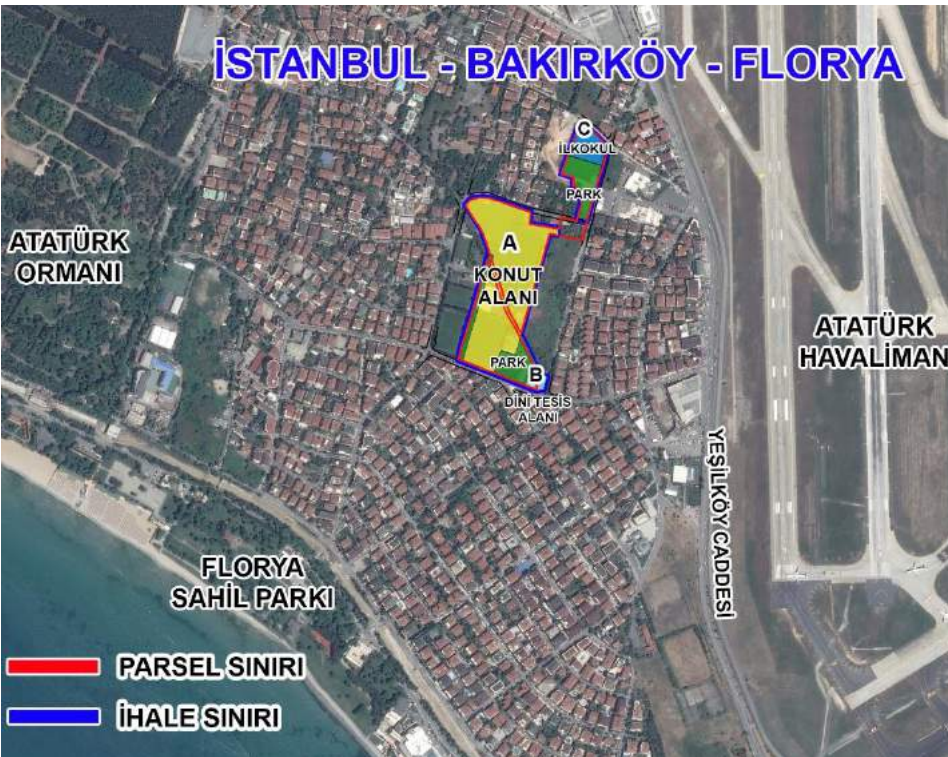 İSTANBUL - BAKIRKÖY - FLORYA
C
İLKOKUL
PARK
A
KONUT
ALANI
ATATÜRK
ORMANI
ATATÜRK
HAVALİMAN
PARK
B
DİNİ TESİS
ALANI
YEŞİLKÖY CADDESİ
FLORYA
SAHİL PARKI
PARSEL SINIRI
İHALE SINIRI